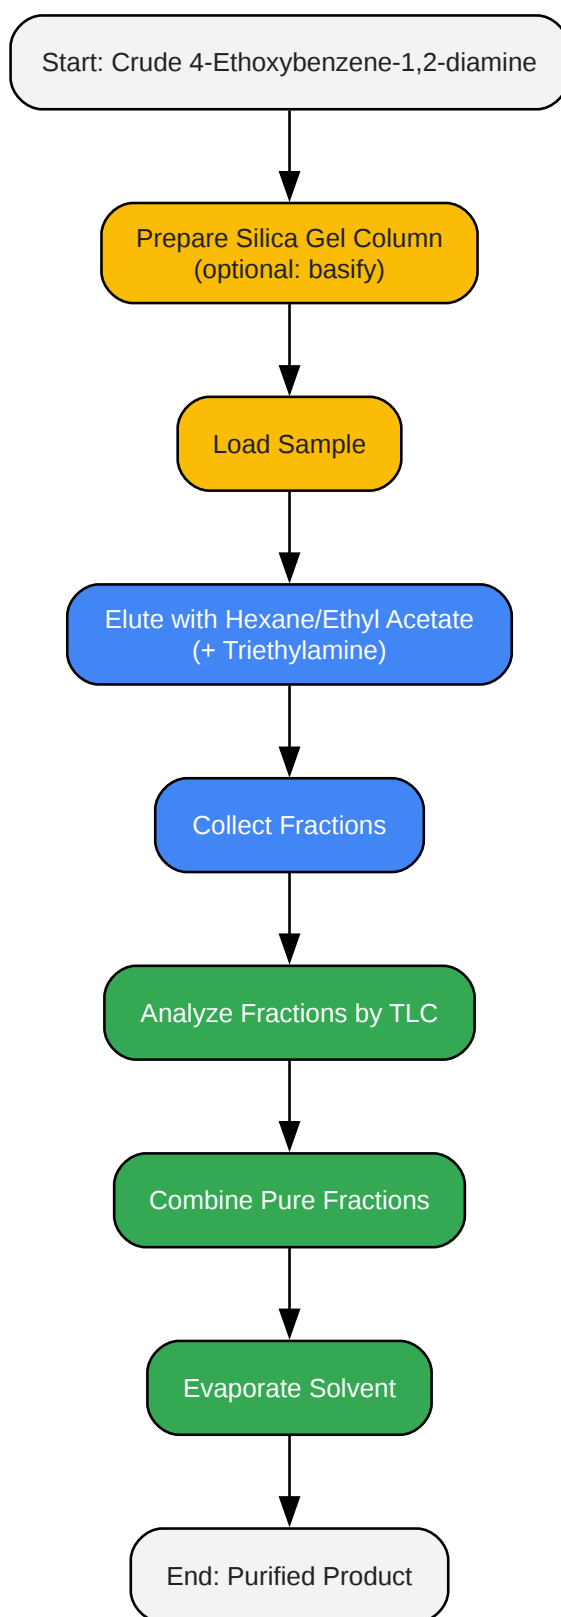 Start: Crude 4-Ethoxybenzene-1,2-diamine
Prepare Silica Gel Column
(optional: basify)
Load Sample
Elute with Hexane/Ethyl Acetate
(+ Triethylamine)
Collect Fractions
Analyze Fractions by TLC
Combine Pure Fractions
Evaporate Solvent
End: Purified Product